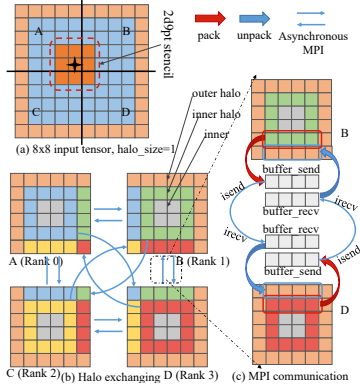 2d9pt stencil
pack
unpack
Asynchronous
MPI
A
B
C
D
(a) 8x8 input tensor, halo_size=1
outer halo
inner halo
inner
B
buffer_send
isend
irecv
buffer_recv
buffer_recv
irecv
isend
buffer_send
D
A (Rank 0)
B (Rank 1)
C (Rank 2)
(b) Halo exchanging
D (Rank 3)
(c) MPI communication